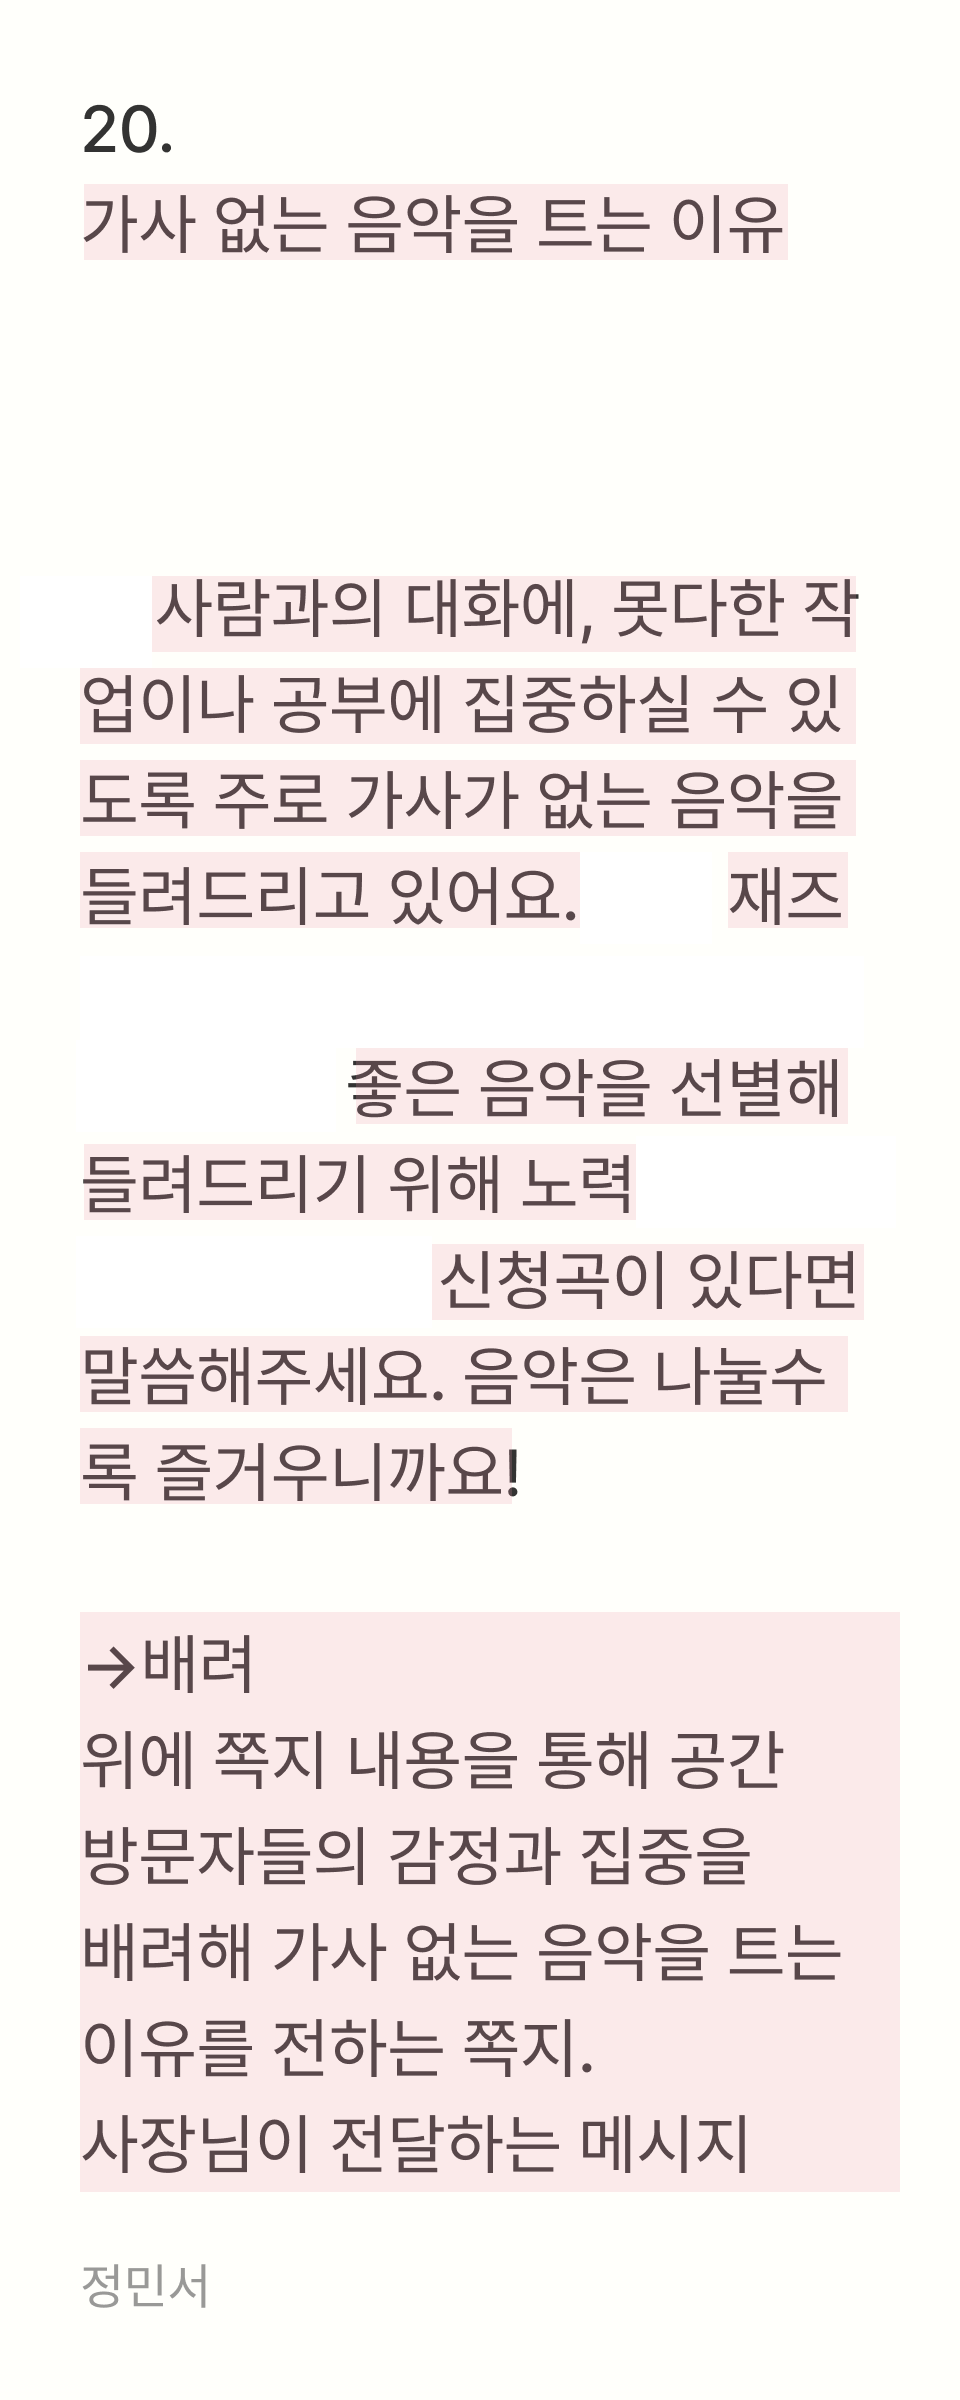 20.
가사 없는 음악을 트는 이유
사람과의 대화에, 못다한 작
업이나 공부에 집중하실 수 있
도록 주로 가사가 없는 음악을
들려드리고 있어요. 재즈
좋은 음악을 선별해
들려드리기 위해 노력
신청곡이 있다면
말씀해주세요. 음악은 나눌수
록 즐거우니까요!
→배려
위에 쪽지 내용을 통해 공간
방문자들의 감정과 집중을
배려해 가사 없는 음악을 트는
이유를 전하는 쪽지.
사장님이 전달하는 메시지
정민서